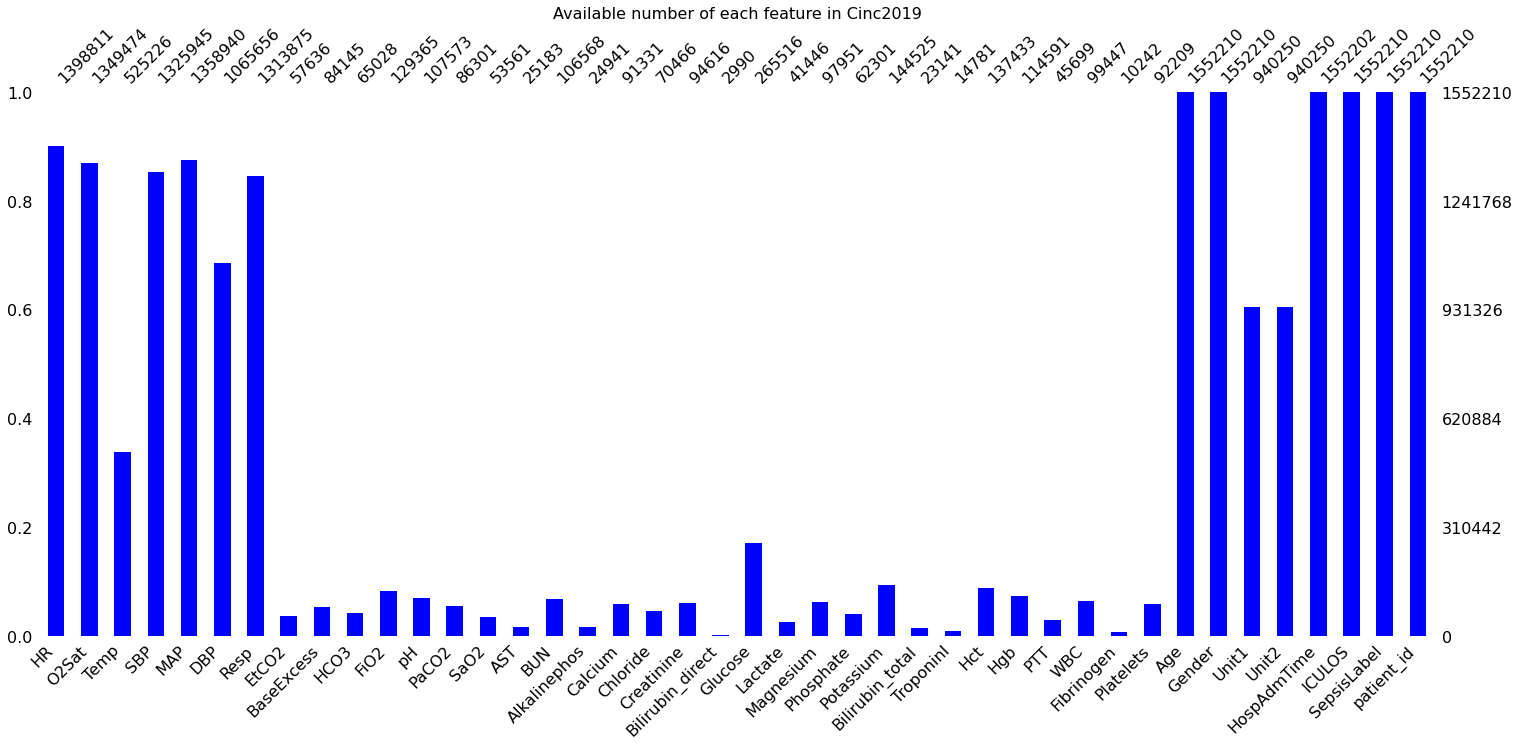 Available number of each feature in Cinc2019
1398811
1349474
525226
1325945
1358940
1065656
1313875
57636
84145
65028
129365
107573
86301
53561
25183
106568
24941
91331
70466
94616
2990
265516
41446
97951
62301
144525
23141
14781
137433
114591
45699
99447
10242
92209
1552210
1552210
940250
940250
1552202
1552210
1552210
1552210
1.0
1552210
0.8
1241768
0.6
931326
0.4
620884
0.2
310442
0.0
0
HR
O2Sat
Temp
SBP
MAP
DBP
Resp
EtCO2
BaseExcess
HCO3
FiO2
pH
PaCO2
SaO2
AST
BUN
Alkalinephos
Calcium
Chloride
Creatinine
Bilirubin_direct
Glucose
Lactate
Magnesium
Phosphate
Potassium
Bilirubin_total
TroponinI
Hct
Hgb
PTT
WBC
Fibrinogen
Platelets
Age
Gender
Unit1
Unit2
HospAdmTime
ICULOS
SepsisLabel
patient_id